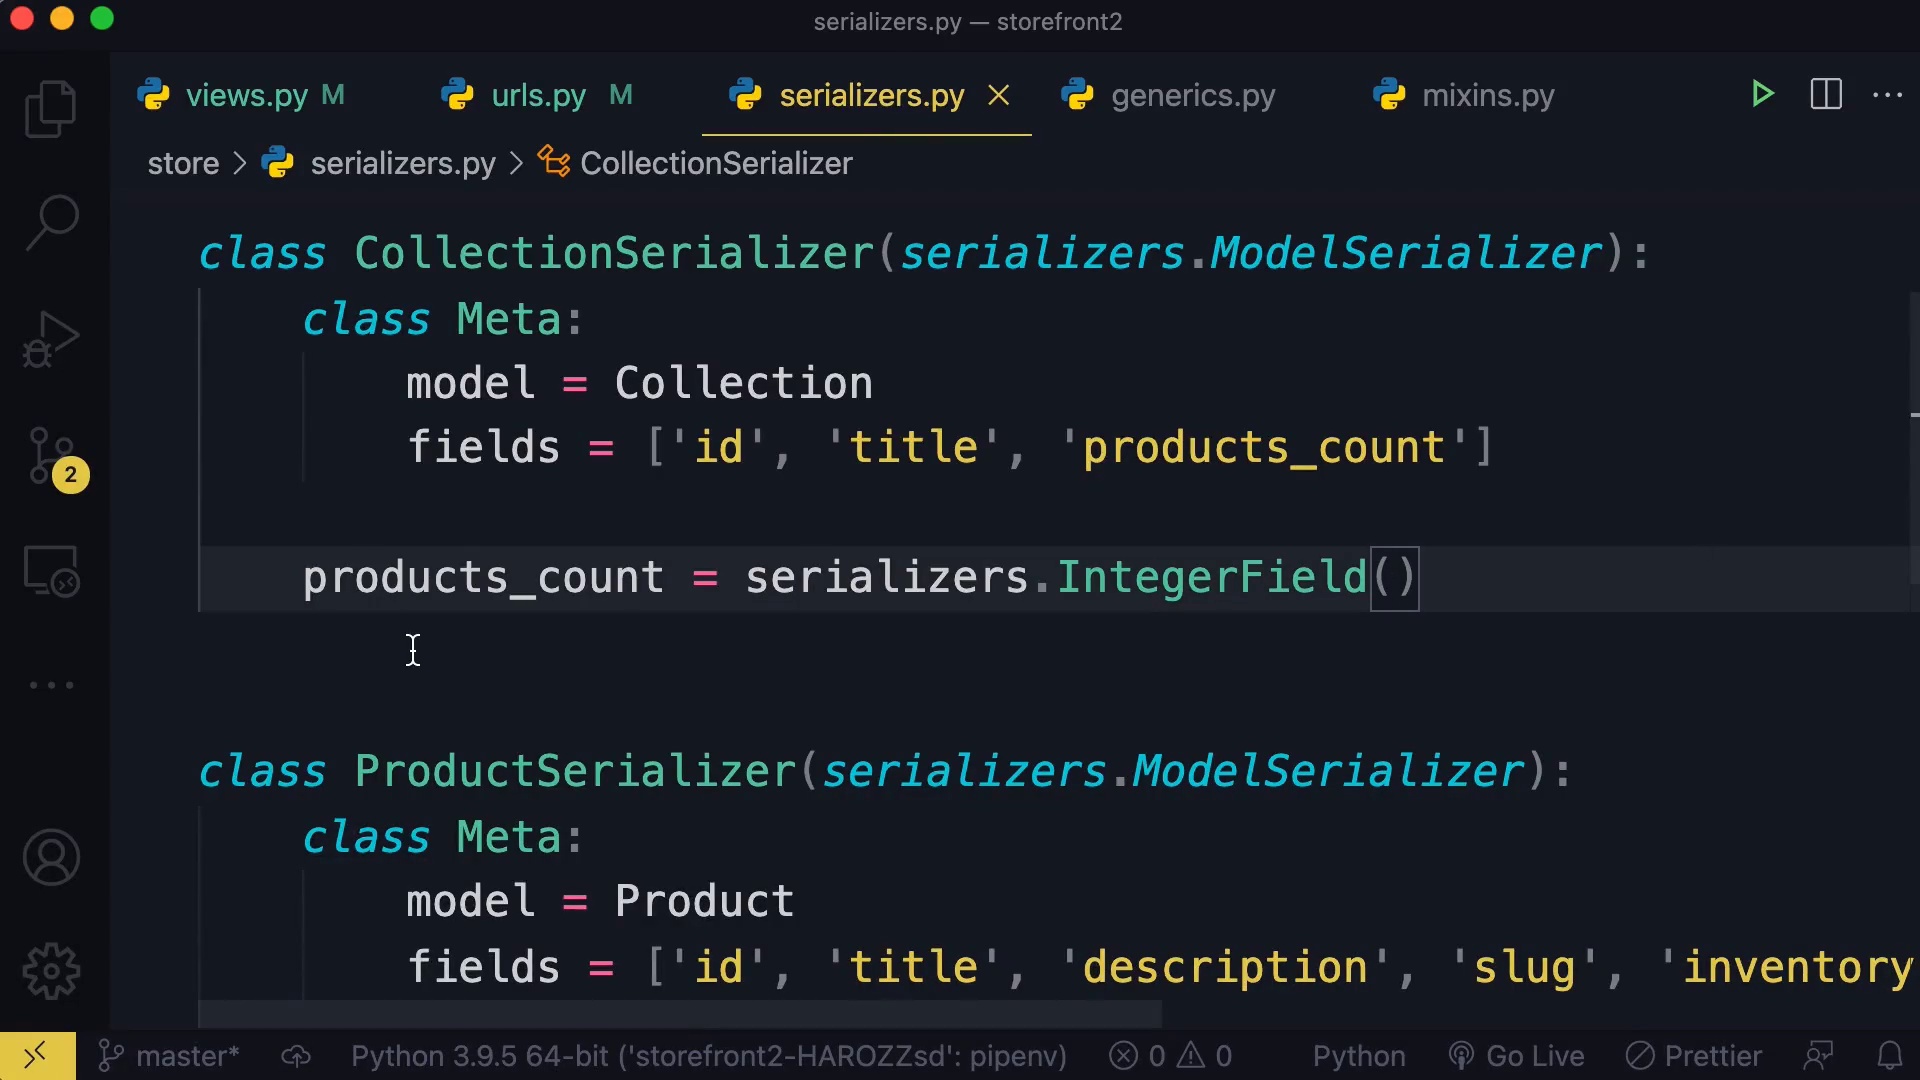 serializers.py — storefront2
views.py M urls.py M serializers.py generics.py mixins.py
store > serializers.py > CollectionSerializer
class CollectionSerializer(serializers.ModelSerializer):
class Meta:
model = Collection
fields = ['id', 'title', 'products_count']
products_count = serializers.IntegerField()
class ProductSerializer(serializers.ModelSerializer):
class Meta:
model = Product
fields = ['id', 'title', 'description', 'slug', 'inventory
2
master* Python 3.9.5 64-bit ('storefront2-HAROZZsd': pipenv) 0 0 Python Go Live Prettier